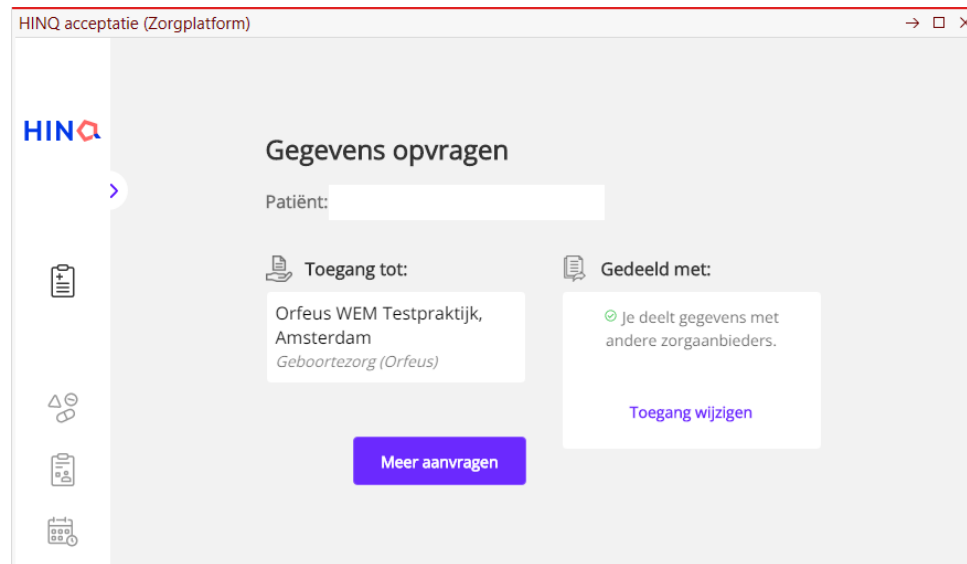 HINQ acceptatie (Zorgplatform)
HINQ
Gegevens opvragen
Patiënt:
Toegang tot:
Orfeus WEM Testpraktijk,
Amsterdam
Geboortezorg (Orfeus)
Meer aanvragen
Gedeeld met:
Je deelt gegevens met
andere zorgaanbieders.
Toegang wijzigen